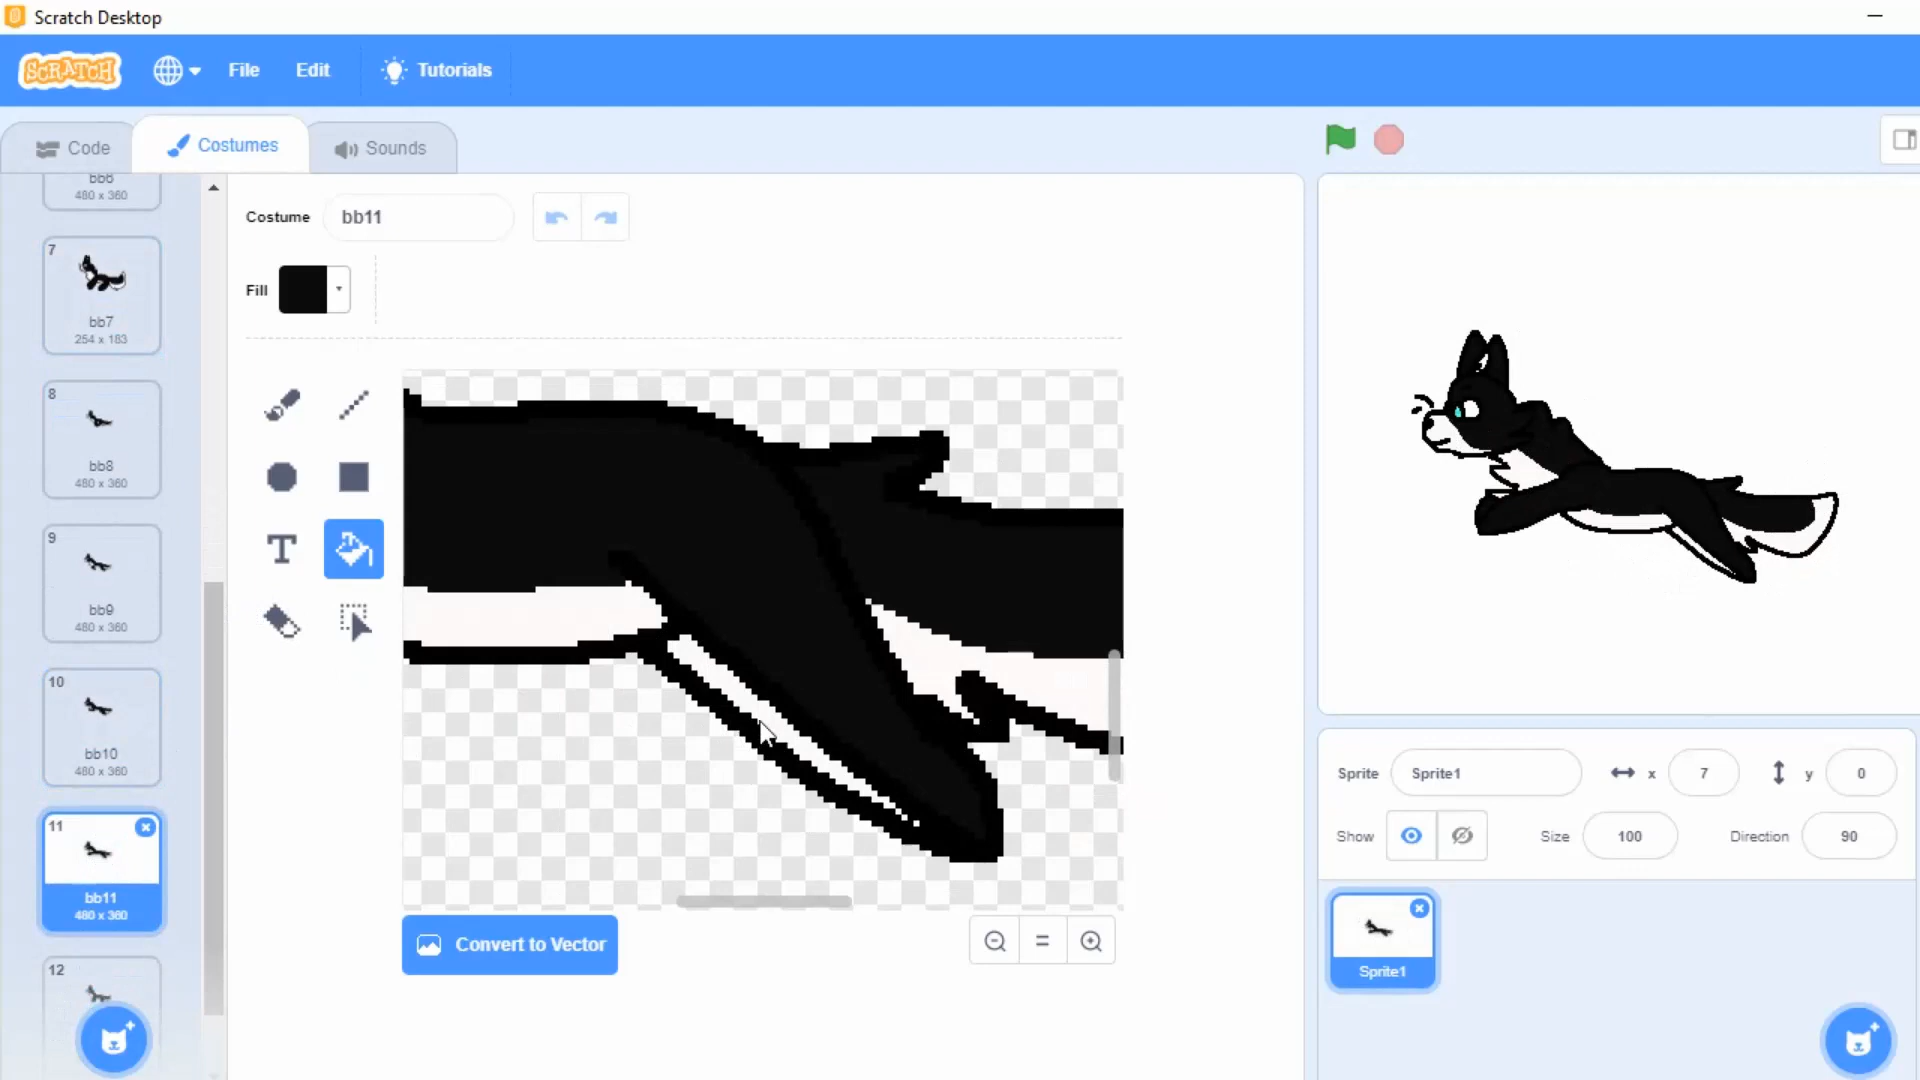 Scratch Desktop
SCRATCH
File
Edit
Tutorials
Code
Costumes
Sounds
bb6
480 x 360
7
bb7
254 x 183
8
bb8
480 x 360
9
bb9
480 x 360
10
bb10
480 x 360
11
bb11
480 x 360
12
Costume
bb11
Fill
T
Convert to Vector
Sprite
Sprite1
x
7
y
0
Show
Size
100
Direction
90
Sprite1